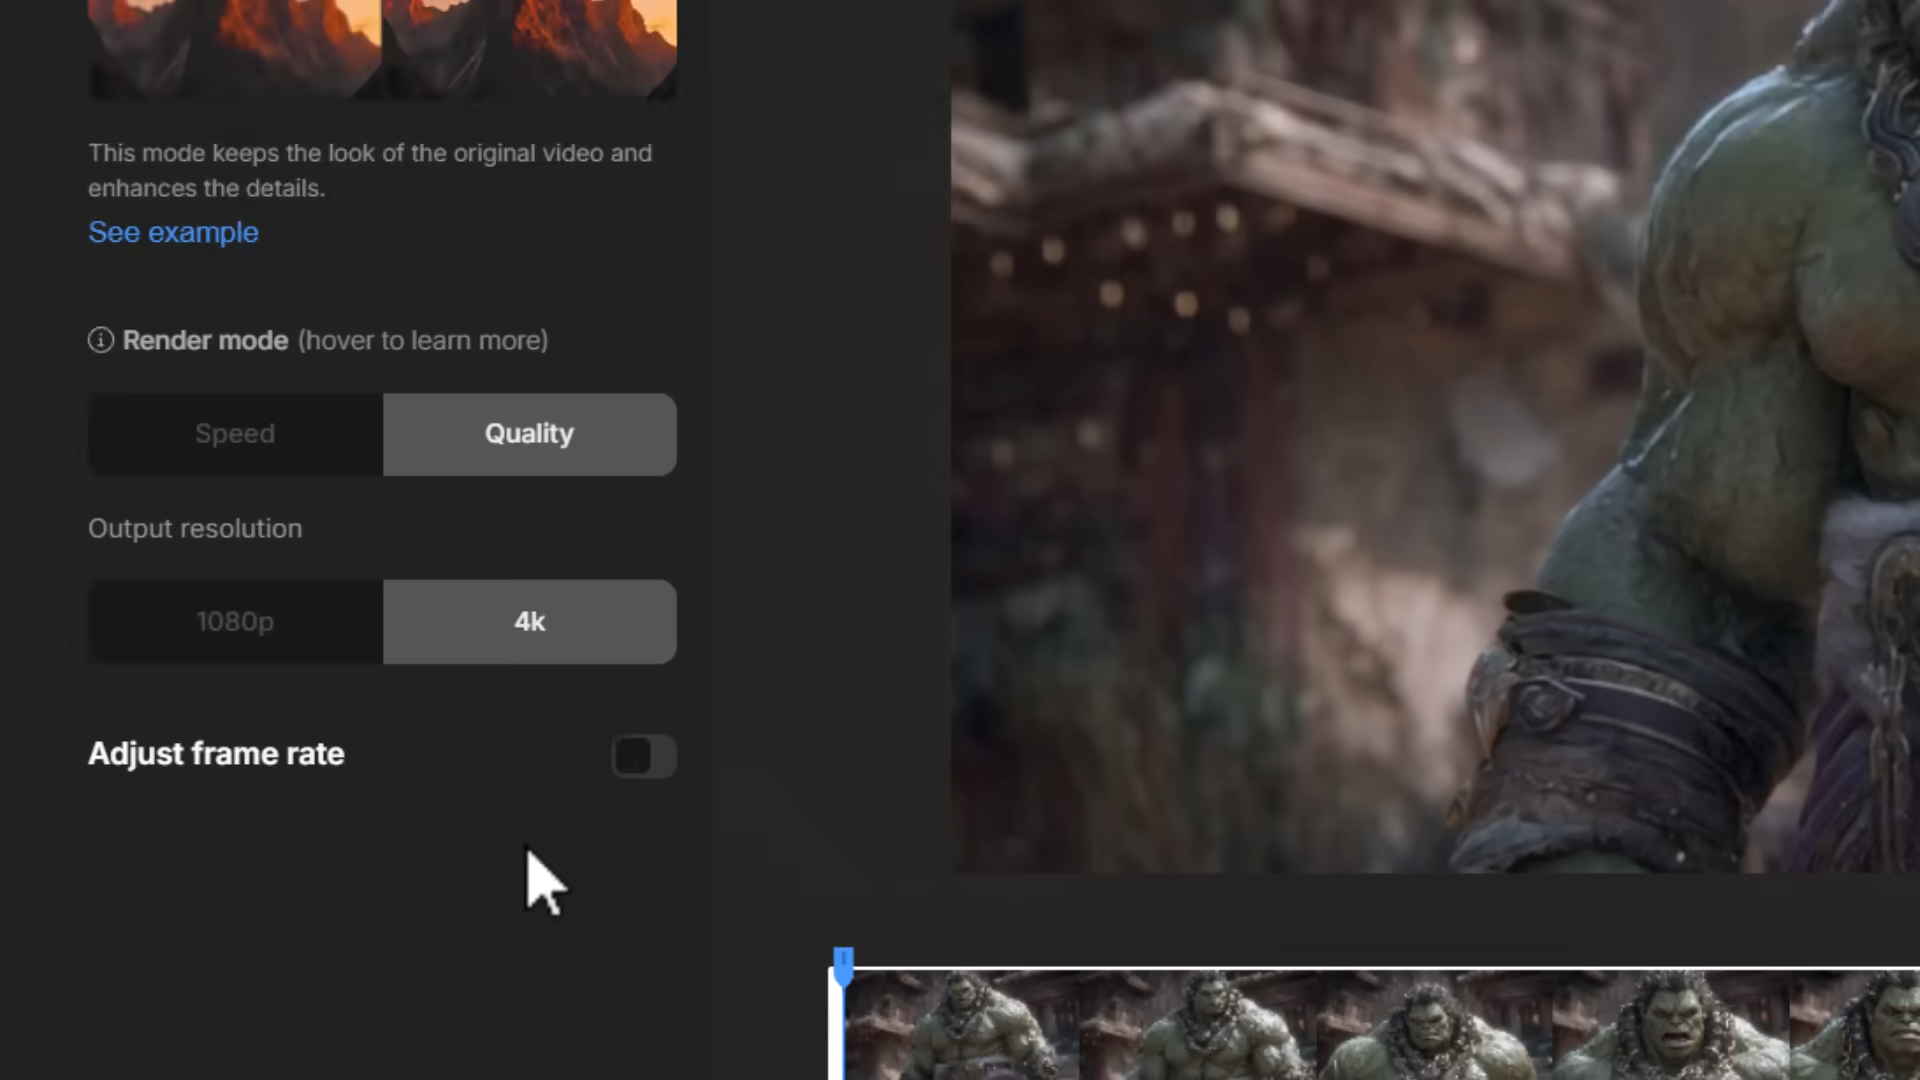 This mode keeps the look of the original video and
enhances the details.
See example
Render mode (hover to learn more)
Speed
Quality
Output resolution
1080p
4k
Adjust frame rate